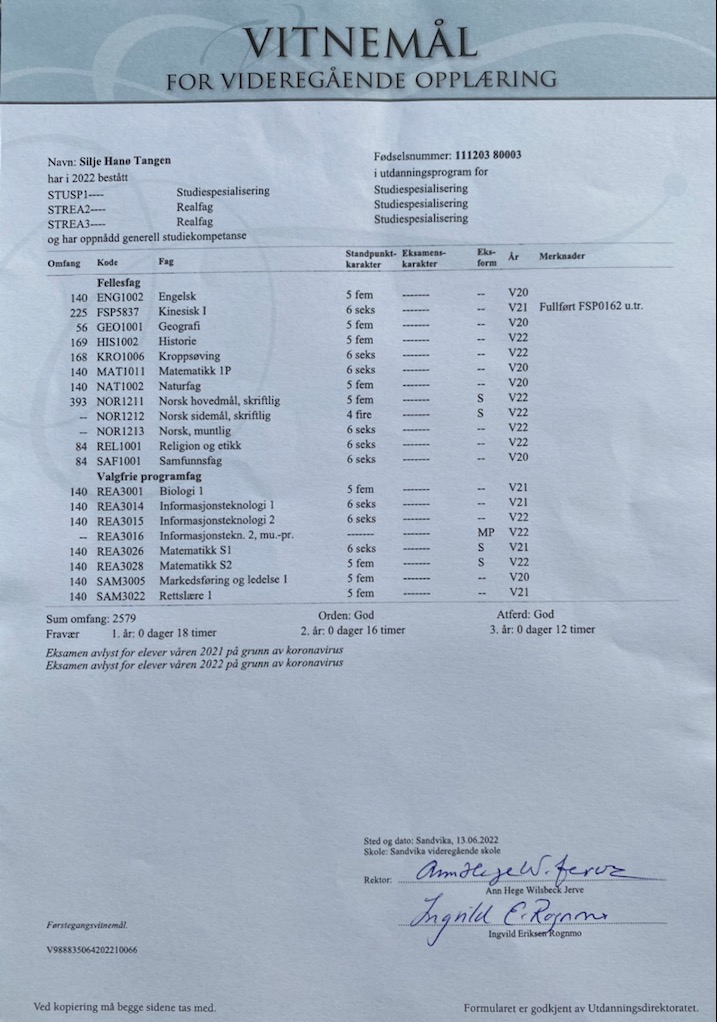 VITNEMÅL
FOR VIDEREGÅENDE OPPLÆRING
Navn: Silje Hanø Tangen Fødselsnummer: 111203 80003
har i 2022 bestått i utdanningsprogram for
STUSP1---- Studiespesialisering Studiespesialisering
STREA2---- Realfag Studiespesialisering
STREA3---- Realfag Studiespesialisering
og har oppnådd generell studiekompetanse
Omfang Kode Fag Standpunkt-karakter Eksamens-karakter Eks-form År Merknader
Fellesfag
140 ENG1002 Engelsk 5 fem ------- -- V20
225 FSP5837 Kinesisk I 6 seks ------- -- V21 Fullført FSP0162 u.tr.
56 GEO1001 Geografi 5 fem ------- -- V20
169 HIS1002 Historie 5 fem ------- -- V22
168 KRO1006 Kroppsøving 6 seks ------- -- V22
140 MAT1011 Matematikk 1P 6 seks ------- -- V20
140 NAT1002 Naturfag 5 fem ------- -- V20
393 NOR1211 Norsk hovedmål, skriftlig 5 fem ------- S V22
-- NOR1212 Norsk sidemål, skriftlig 4 fire ------- S V22
-- NOR1213 Norsk, muntlig 6 seks ------- -- V22
84 REL1001 Religion og etikk 6 seks ------- -- V22
84 SAF1001 Samfunnsfag 6 seks ------- -- V20
Valgfrie programfag
140 REA3001 Biologi 1 5 fem ------- -- V21
140 REA3014 Informasjonsteknologi 1 6 seks ------- -- V21
140 REA3015 Informasjonsteknologi 2 6 seks ------- -- V22
-- REA3016 Informasjonstekn. 2, mu.-pr. ------- ------- MP V22
140 REA3026 Matematikk S1 6 seks ------- S V21
140 REA3028 Matematikk S2 5 fem ------- S V22
140 SAM3005 Markedsføring og ledelse 1 5 fem ------- -- V20
140 SAM3022 Rettslære 1 5 fem ------- -- V21
Sum omfang: 2579 Orden: God Atferd: God
Fravær 1. år: 0 dager 18 timer 2. år: 0 dager 16 timer 3. år: 0 dager 12 timer
Eksamen avlyst for elever våren 2021 på grunn av koronavirus
Eksamen avlyst for elever våren 2022 på grunn av koronavirus
Sted og dato: Sandvika, 13.06.2022
Skole: Sandvika videregående skole
Rektor: Ann Hege W. Jerve
Ann Hege Wilsbeck Jerve
Ingvild E. Rognmo
Ingvild Eriksen Rognmo
Førstegangsvitnemål.
V988835064202210066
Ved kopiering må begge sidene tas med. Formularet er godkjent av Utdanningsdirektoratet.